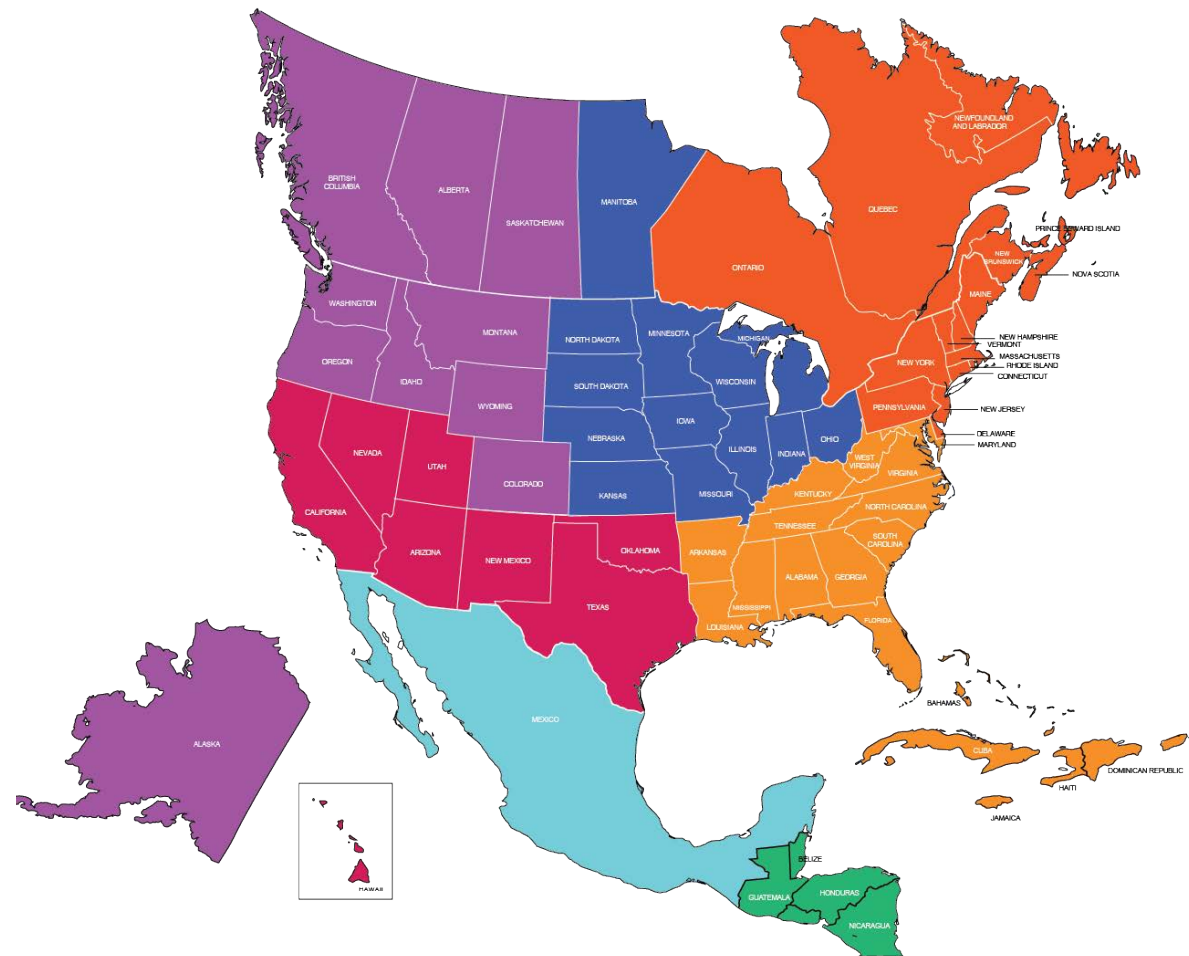 NEWFOUNDLAND
AND LABRADOR
BRITISH
COLUMBIA
ALBERTA
SASKATCHEWAN
MANITOBA
QUEBEC
PRINCE EDWARD ISLAND
ONTARIO
NEW
BRUNSWICK
NOVA SCOTIA
MAINE
WASHINGTON
MONTANA
NORTH DAKOTA
MINNESOTA
MICHIGAN
NEW HAMPSHIRE
VERMONT
MASSACHUSETTS
RHODE ISLAND
CONNECTICUT
OREGON
IDAHO
NEW YORK
WYOMING
SOUTH DAKOTA
WISCONSIN
PENNSYLVANIA
NEW JERSEY
IOWA
NEBRASKA
DELAWARE
MARYLAND
NEVADA
UTAH
COLORADO
KANSAS
MISSOURI
ILLINOIS
INDIANA
OHIO
WEST
VIRGINIA
VIRGINIA
KENTUCKY
NORTH CAROLINA
CALIFORNIA
ARIZONA
NEW MEXICO
OKLAHOMA
ARKANSAS
TENNESSEE
SOUTH
CAROLINA
TEXAS
ALABAMA
GEORGIA
MISSISSIPPI
LOUISIANA
FLORIDA
BAHAMAS
MEXICO
ALASKA
CUBA
DOMINICAN REPUBLIC
HAITI
JAMAICA
HAWAII
BELIZE
GUATEMALA
HONDURAS
NICARAGUA